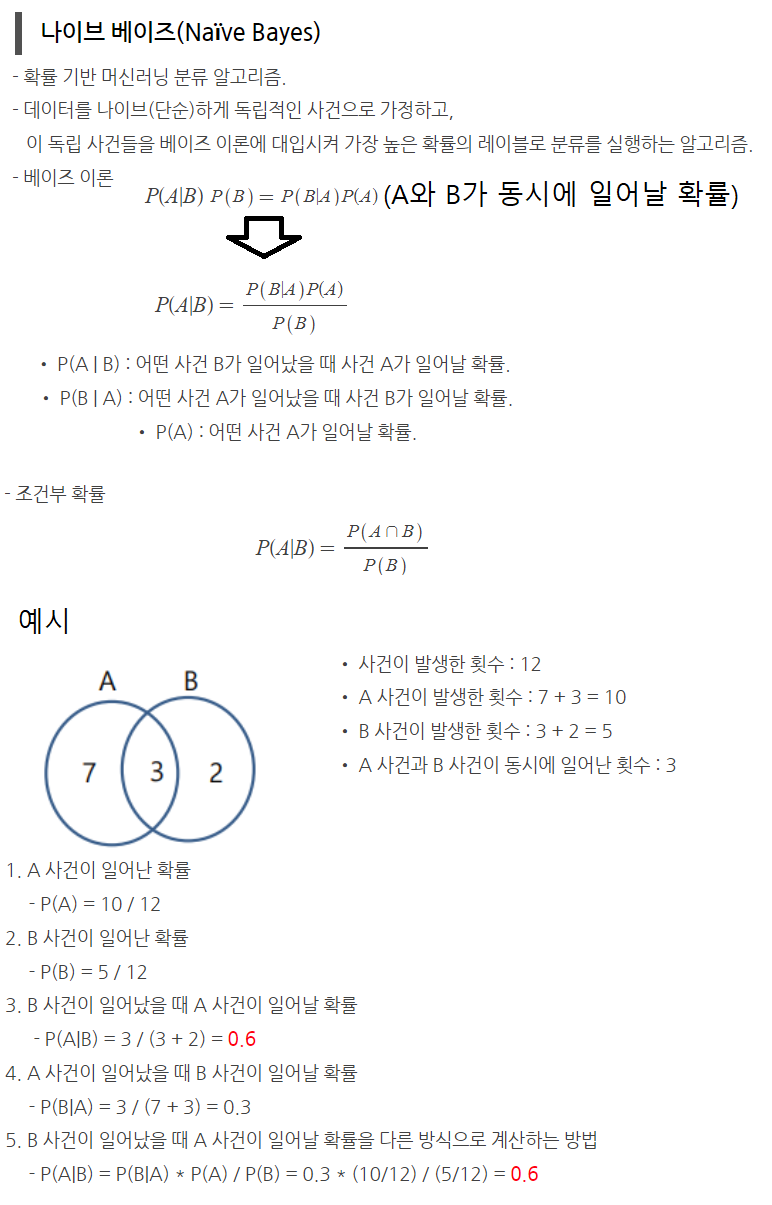 나이브 베이즈(Naïve Bayes)
- 확률 기반 머신러닝 분류 알고리즘.
- 데이터를 나이브(단순)하게 독립적인 사건으로 가정하고,
이 독립 사건들을 베이즈 이론에 대입시켜 가장 높은 확률의 레이블로 분류를 실행하는 알고리즘.
- 베이즈 이론
P(A|B) P(B) = P(B|A)P(A) (A와 B가 동시에 일어날 확률)
P(A|B) = P(B|A)P(A) / P(B)
• P(A | B) : 어떤 사건 B가 일어났을 때 사건 A가 일어날 확률.
• P(B | A) : 어떤 사건 A가 일어났을 때 사건 B가 일어날 확률.
• P(A) : 어떤 사건 A가 일어날 확률.
- 조건부 확률
P(A|B) = P(A∩B) / P(B)
예시
A B
7 3 2
• 사건이 발생한 횟수 : 12
• A 사건이 발생한 횟수 : 7 + 3 = 10
• B 사건이 발생한 횟수 : 3 + 2 = 5
• A 사건과 B 사건이 동시에 일어난 횟수 : 3
1. A 사건이 일어난 확률
- P(A) = 10 / 12
2. B 사건이 일어난 확률
- P(B) = 5 / 12
3. B 사건이 일어났을 때 A 사건이 일어날 확률
- P(A|B) = 3 / (3 + 2) = 0.6
4. A 사건이 일어났을 때 B 사건이 일어날 확률
- P(B|A) = 3 / (7 + 3) = 0.3
5. B 사건이 일어났을 때 A 사건이 일어날 확률을 다른 방식으로 계산하는 방법
- P(A|B) = P(B|A) * P(A) / P(B) = 0.3 * (10/12) / (5/12) = 0.6